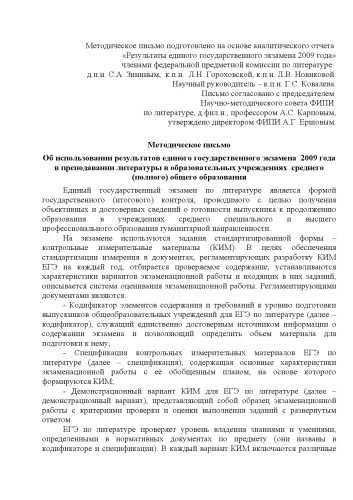 Методическое письмо подготовлено на основе аналитического отчета
«Результаты единого государственного экзамена 2009 года»
членами федеральной предметной комиссии по литературе:
д.п.н. С.А. Зининым, к.п.н. Л.Н. Гороховской, к.п.н. Л.В. Новиковой.
Научный руководитель – к.п.н. Г.С. Ковалева.
Письмо согласовано с председателем
Научно-методического совета ФИПИ
по литературе, д.фил.н., профессором А.С. Карповым,
утверждено директором ФИПИ А.Г. Ершовым.
Методическое письмо
Об использовании результатов единого государственного экзамена 2009 года
в преподавании литературы в образовательных учреждениях среднего
(полного) общего образования
Единый государственный экзамен по литературе является формой
государственного (итогового) контроля, проводимого с целью получения
объективных и достоверных сведений о готовности выпускника к продолжению
образования в учреждениях среднего специального и высшего
профессионального образования гуманитарной направленности.
На экзамене используются задания стандартизированной формы –
контрольные измерительные материалы (КИМ). В целях обеспечения
стандартизации измерения в документах, регламентирующих разработку КИМ
ЕГЭ на каждый год, отбирается проверяемое содержание, устанавливаются
характеристики вариантов экзаменационной работы и входящих в них заданий,
описывается система оценивания экзаменационной работы. Регламентирующими
документами являются:
- Кодификатор элементов содержания и требований к уровню подготовки
выпускников общеобразовательных учреждений для ЕГЭ по литературе (далее –
кодификатор), служащий единственно достоверным источником информации о
содержании экзамена и позволяющий определить объем материала для
подготовки к нему;
- Спецификация контрольных измерительных материалов ЕГЭ по
литературе (далее – спецификация); содержащая основные характеристики
экзаменационной работы с её обобщенным планом, на основе которого
формируются КИМ;
- Демонстрационный вариант КИМ для ЕГЭ по литературе (далее –
демонстрационный вариант), представляющий собой образец экзаменационной
работы с критериями проверки и оценки выполнения заданий с развернутым
ответом.
ЕГЭ по литературе проверяет уровень владения знаниями и умениями,
определенными в нормативных документах по предмету (они названы в
кодификаторе и спецификации). В каждый вариант КИМ включаются различные